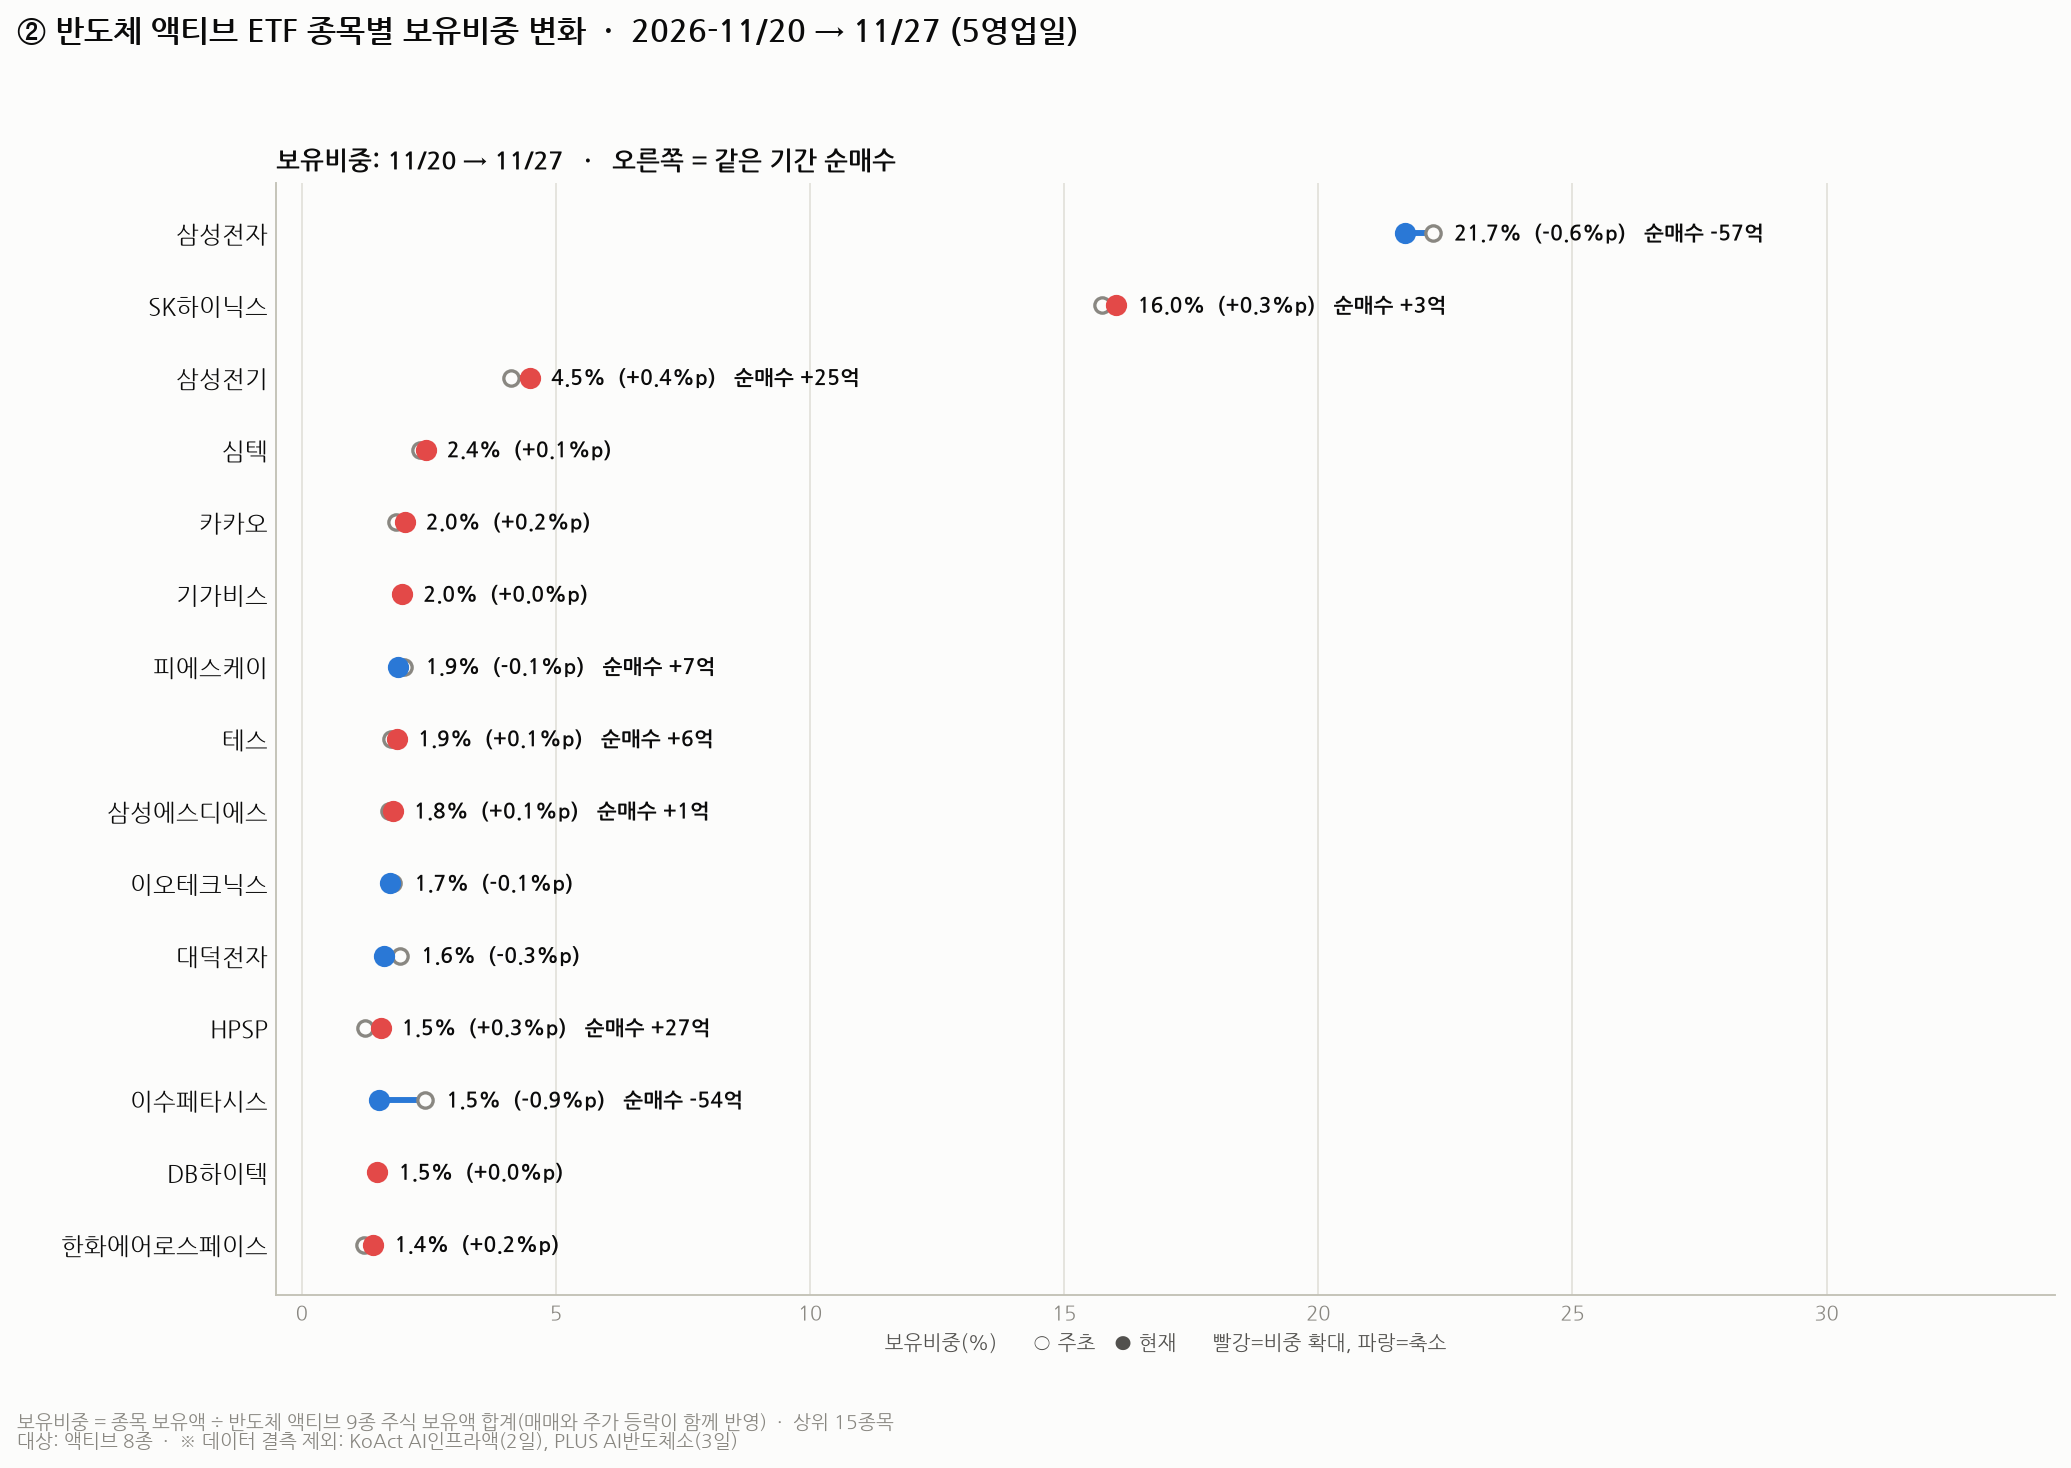 ② 반도체 액티브 ETF 종목별 보유비중 변화 · 2026-11/20 → 11/27 (5영업일)
보유비중: 11/20 → 11/27 · 오른쪽 = 같은 기간 순매수
삼성전자 21.7% (-0.6%p) 순매수 -57억
SK하이닉스 16.0% (+0.3%p) 순매수 +3억
삼성전기 4.5% (+0.4%p) 순매수 +25억
심텍 2.4% (+0.1%p)
카카오 2.0% (+0.2%p)
기가비스 2.0% (+0.0%p)
피에스케이 1.9% (-0.1%p) 순매수 +7억
테스 1.9% (+0.1%p) 순매수 +6억
삼성에스디에스 1.8% (+0.1%p) 순매수 +1억
이오테크닉스 1.7% (-0.1%p)
대덕전자 1.6% (-0.3%p)
HPSP 1.5% (+0.3%p) 순매수 +27억
이수페타시스 1.5% (-0.9%p) 순매수 -54억
DB하이텍 1.5% (+0.0%p)
한화에어로스페이스 1.4% (+0.2%p)
0 5 10 15 20 25 30
보유비중(%) ○ 주초 ● 현재 빨강=비중 확대, 파랑=축소
보유비중 = 종목 보유액 ÷ 반도체 액티브 9종 주식 보유액 합계(매매와 주가 등락이 함께 반영) · 상위 15종목
대상: 액티브 8종 · ※ 데이터 결측 제외: KoAct AI인프라액(2일), PLUS AI반도체소(3일)